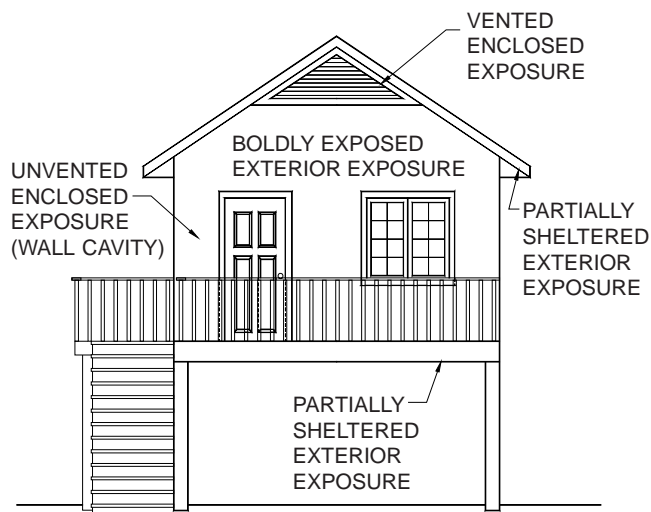 VENTED
ENCLOSED
EXPOSURE
BOLDLY EXPOSED
EXTERIOR EXPOSURE
UNVENTED
ENCLOSED
EXPOSURE
(WALL CAVITY)
PARTIALLY
SHELTERED
EXTERIOR
EXPOSURE
PARTIALLY
SHELTERED
EXTERIOR
EXPOSURE